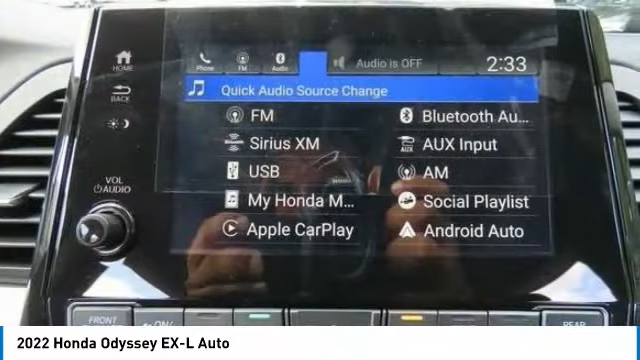 HOME
BACK
VOL
AUDIO
Phone
FM
Audio
Audio is OFF
2:33
Quick Audio Source Change
FM
Bluetooth Au...
Sirius XM
AUX
AUX Input
USB
AM
My Honda M...
Social Playlist
Apple CarPlay
Android Auto
FRONT
ON/
REAR
2022 Honda Odyssey EX-L Auto